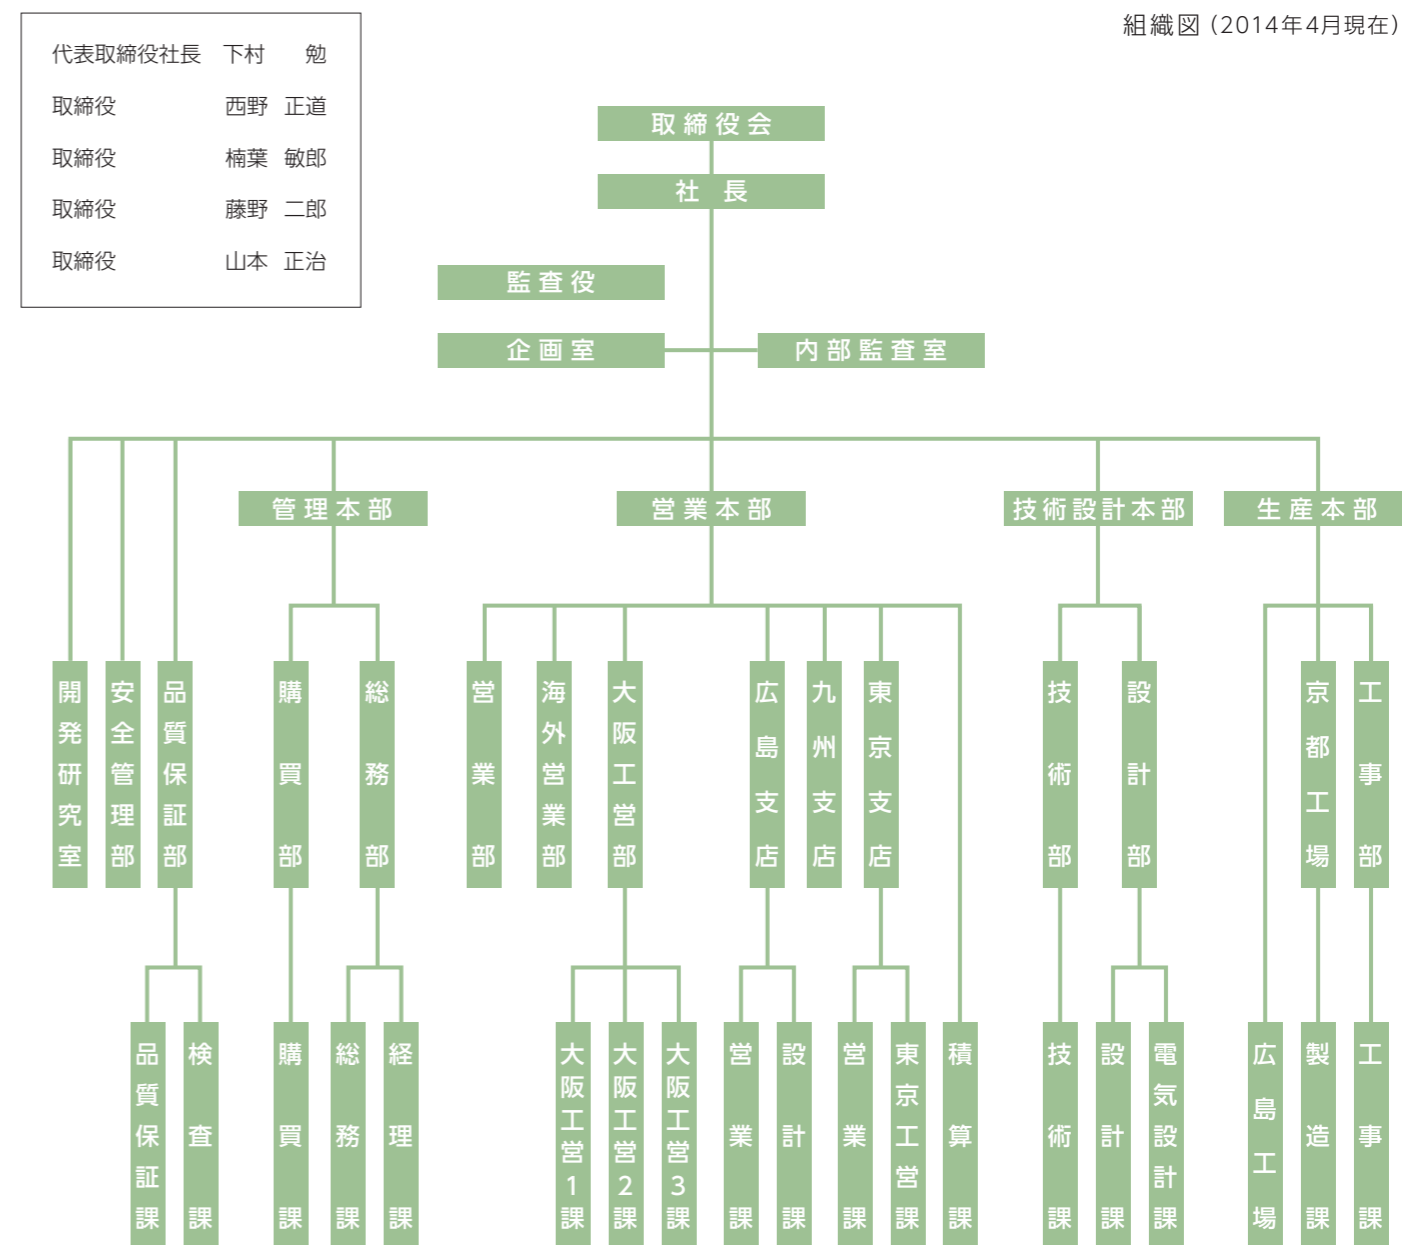 組織図（2014年4月現在）
代表取締役社長 下村 勉
取締役 西野 正道
取締役 楠葉 敏郎
取締役 藤野 二郎
取締役 山本 正治
取締役会
社長
監査役
企画室
内部監査室
管理本部
営業本部
技術設計本部
生産本部
開発研究室
安全管理部
品質保証部
購買部
総務部
営業部
海外営業部
大阪工営部
広島支店
九州支店
東京支店
技術部
設計部
京都工場
工事部
品質保証課
検査課
購買課
総務課
経理課
大阪工営1課
大阪工営2課
大阪工営3課
営業課
設計課
営業課
東京工営課
積算課
技術課
設計課
電気設計課
広島工場
製造課
工事課